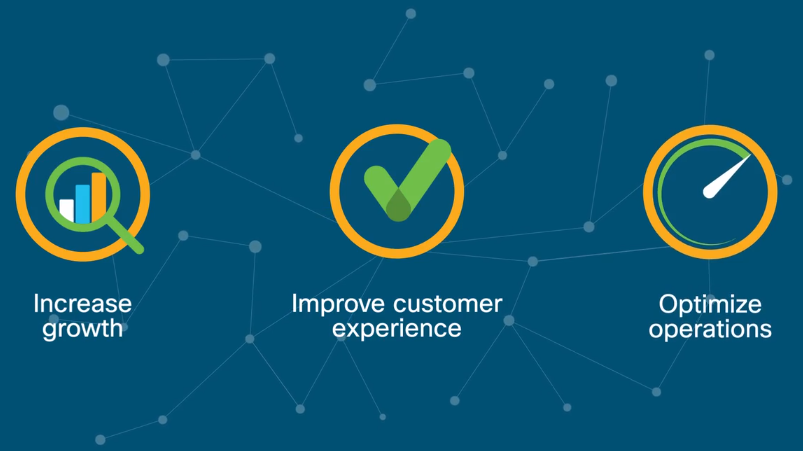 Increase
growth
Improve customer
experience
Optimize
operations